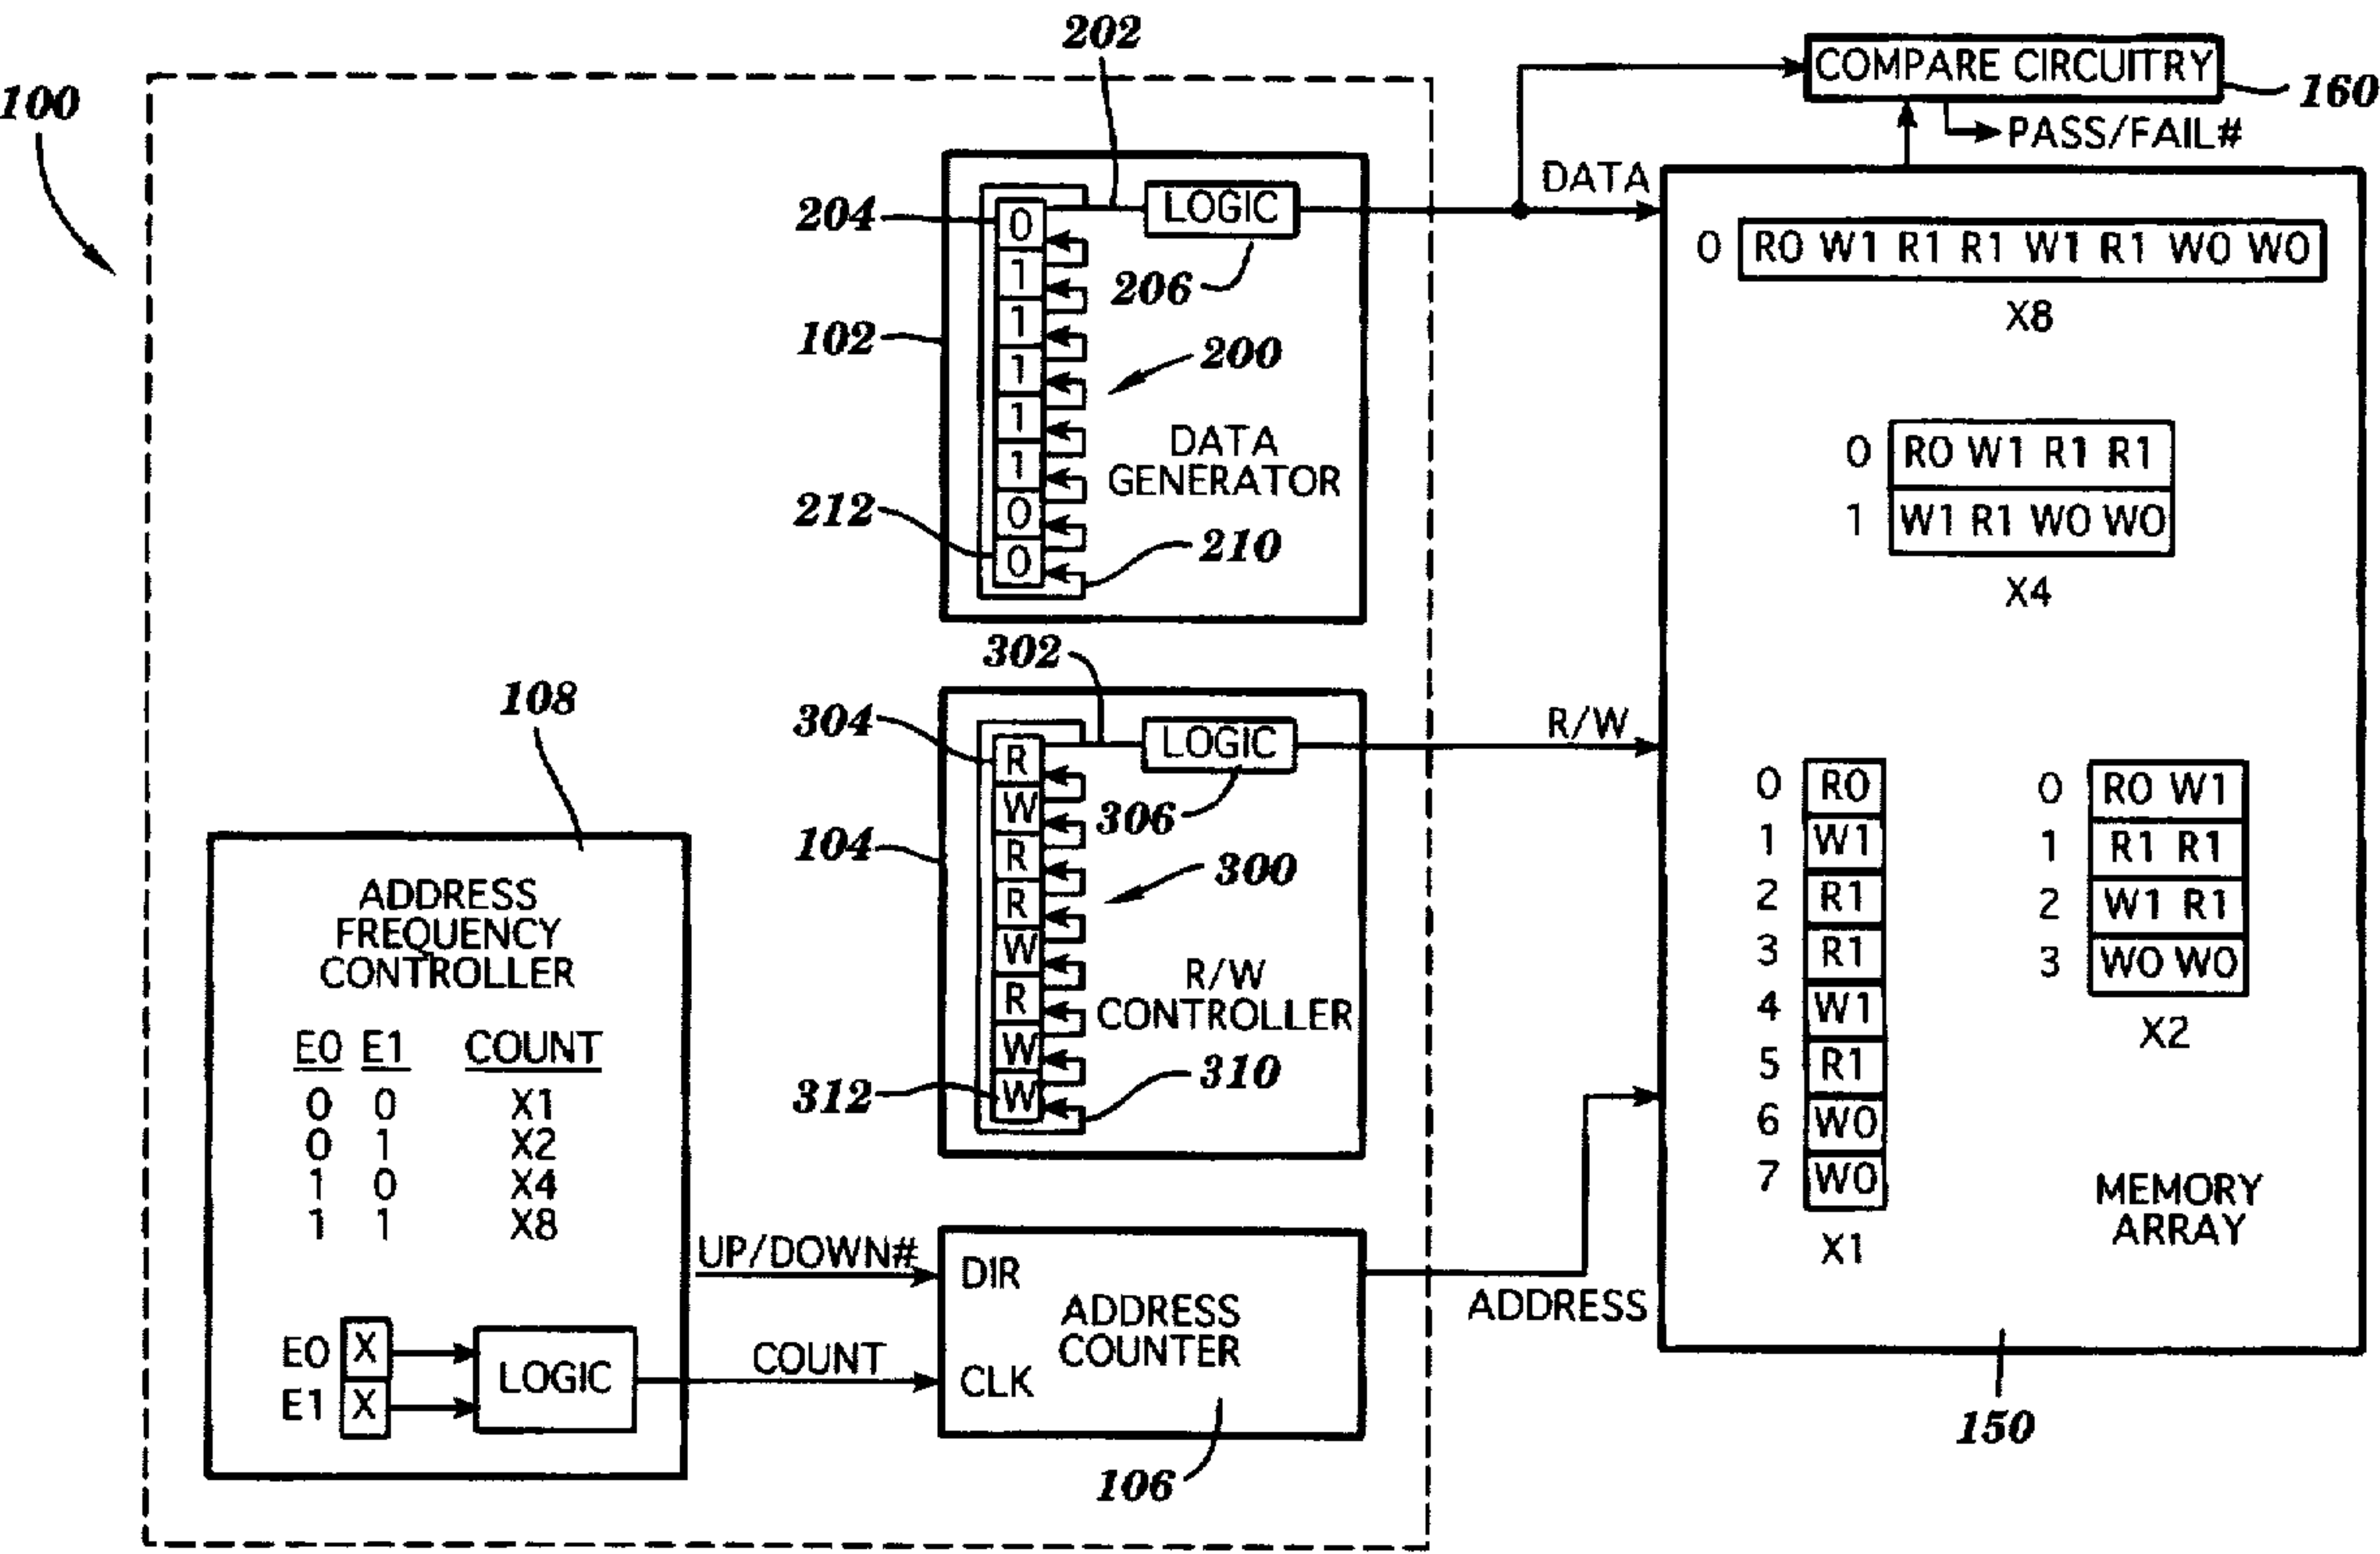 100
202
COMPARE CIRCUITRY
160
PASS/FAIL#
204
0
1
1
1
1
1
0
0
LOGIC
206
102
200
DATA
GENERATOR
212
210
DATA
0 R0 W1 R1 R1 W1 R1 W0 W0
X8
0 R0 W1 R1 R1
1 W1 R1 W0 W0
X4
302
304
R
W
R
R
W
R
W
W
LOGIC
306
104
300
R/W
CONTROLLER
312
310
R/W
0 R0
1 W1
2 R1
3 R1
4 W1
5 R1
6 W0
7 W0
X1
0 R0 W1
1 R1 R1
2 W1 R1
3 W0 W0
X2
MEMORY
ARRAY
150
108
ADDRESS
FREQUENCY
CONTROLLER
E0 E1 COUNT
0 0 X1
0 1 X2
1 0 X4
1 1 X8
E0 X
E1 X
LOGIC
UP/DOWN#
COUNT
DIR
ADDRESS
COUNTER
CLK
106
ADDRESS